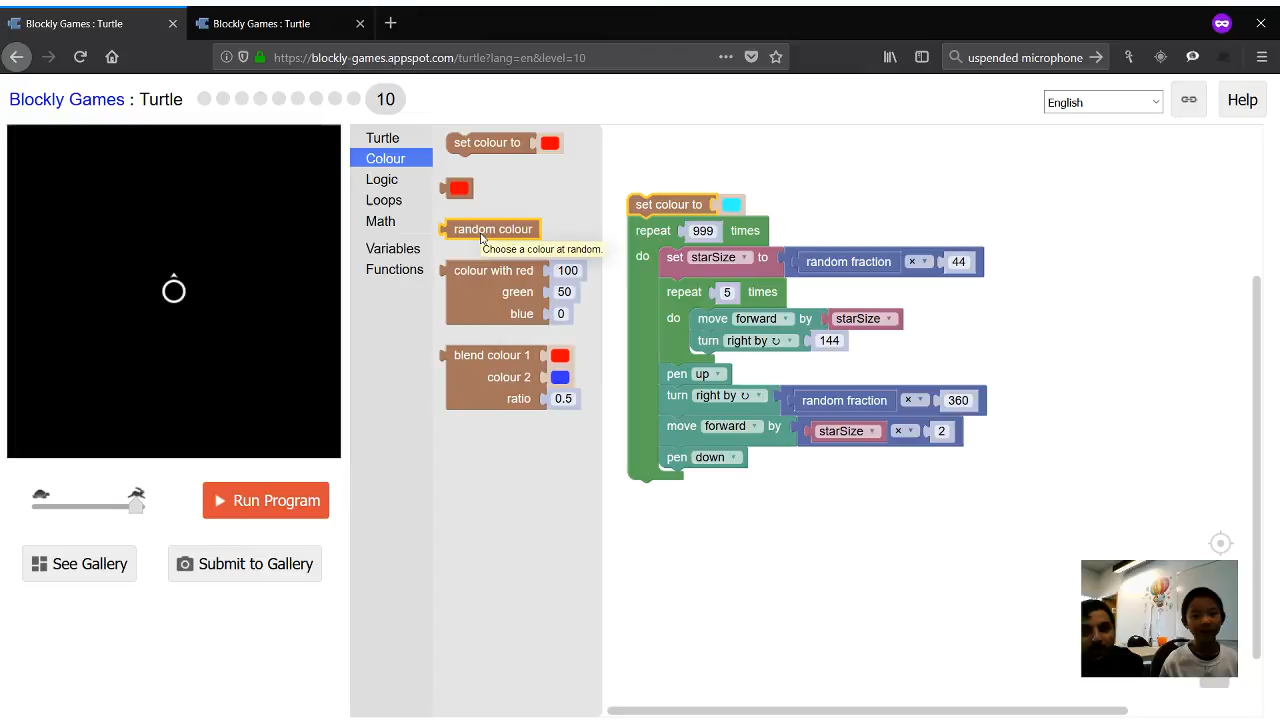 Blockly Games : Turtle
Blockly Games : Turtle
https://blockly-games.appspot.com/turtle?lang=en&level=10
uspended microphone
Blockly Games : Turtle
10
English
Help
Turtle
Colour
Logic
Loops
Math
Variables
Functions
set colour to
random colour
Choose a colour at random.
colour with red 100
green 50
blue 0
blend colour 1
colour 2
ratio 0.5
set colour to
repeat 999 times
do set starSize to random fraction × 44
repeat 5 times
do move forward by starSize
turn right by ↻ 144
pen up
turn right by ↻ random fraction × 360
move forward by starSize × 2
pen down
Run Program
See Gallery
Submit to Gallery